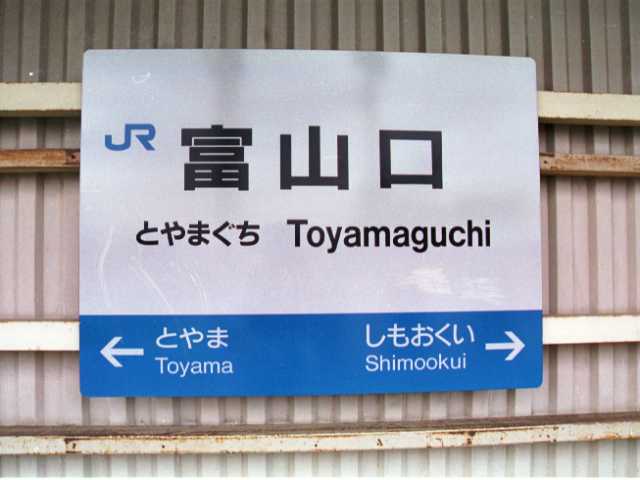 JR 富山口
とやまぐち Toyamaguchi
← とやま しもおくい →
Toyama Shimookui